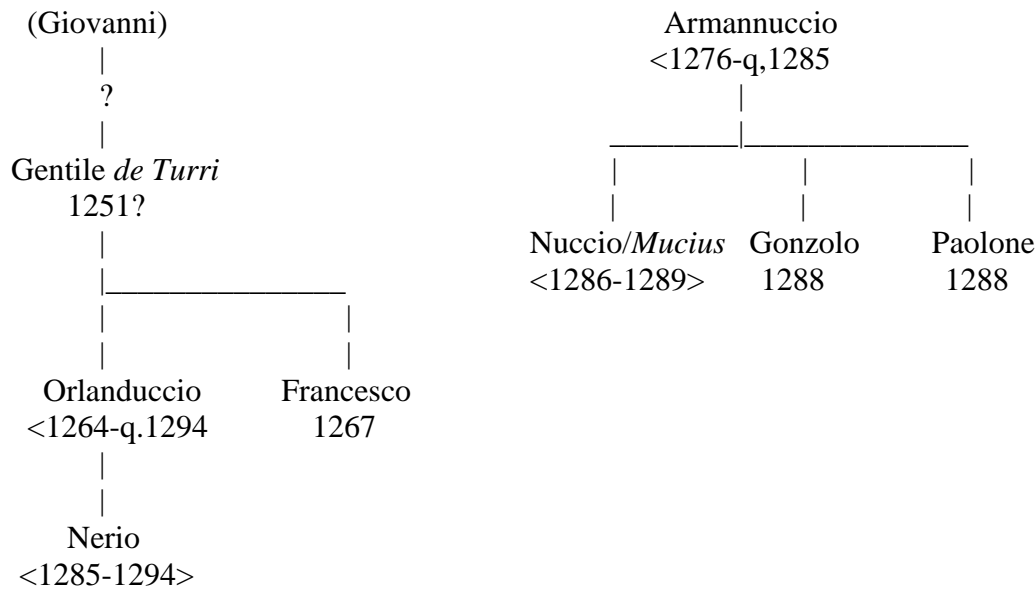 (Giovanni)
?
Gentile de Turri
1251?
Orlanduccio Francesco
<1264-q.1294 1267
Nerio
<1285-1294>
Armannuccio
<1276-q,1285
Nuccio/Mucius Gonzolo Paolone
<1286-1289> 1288 1288